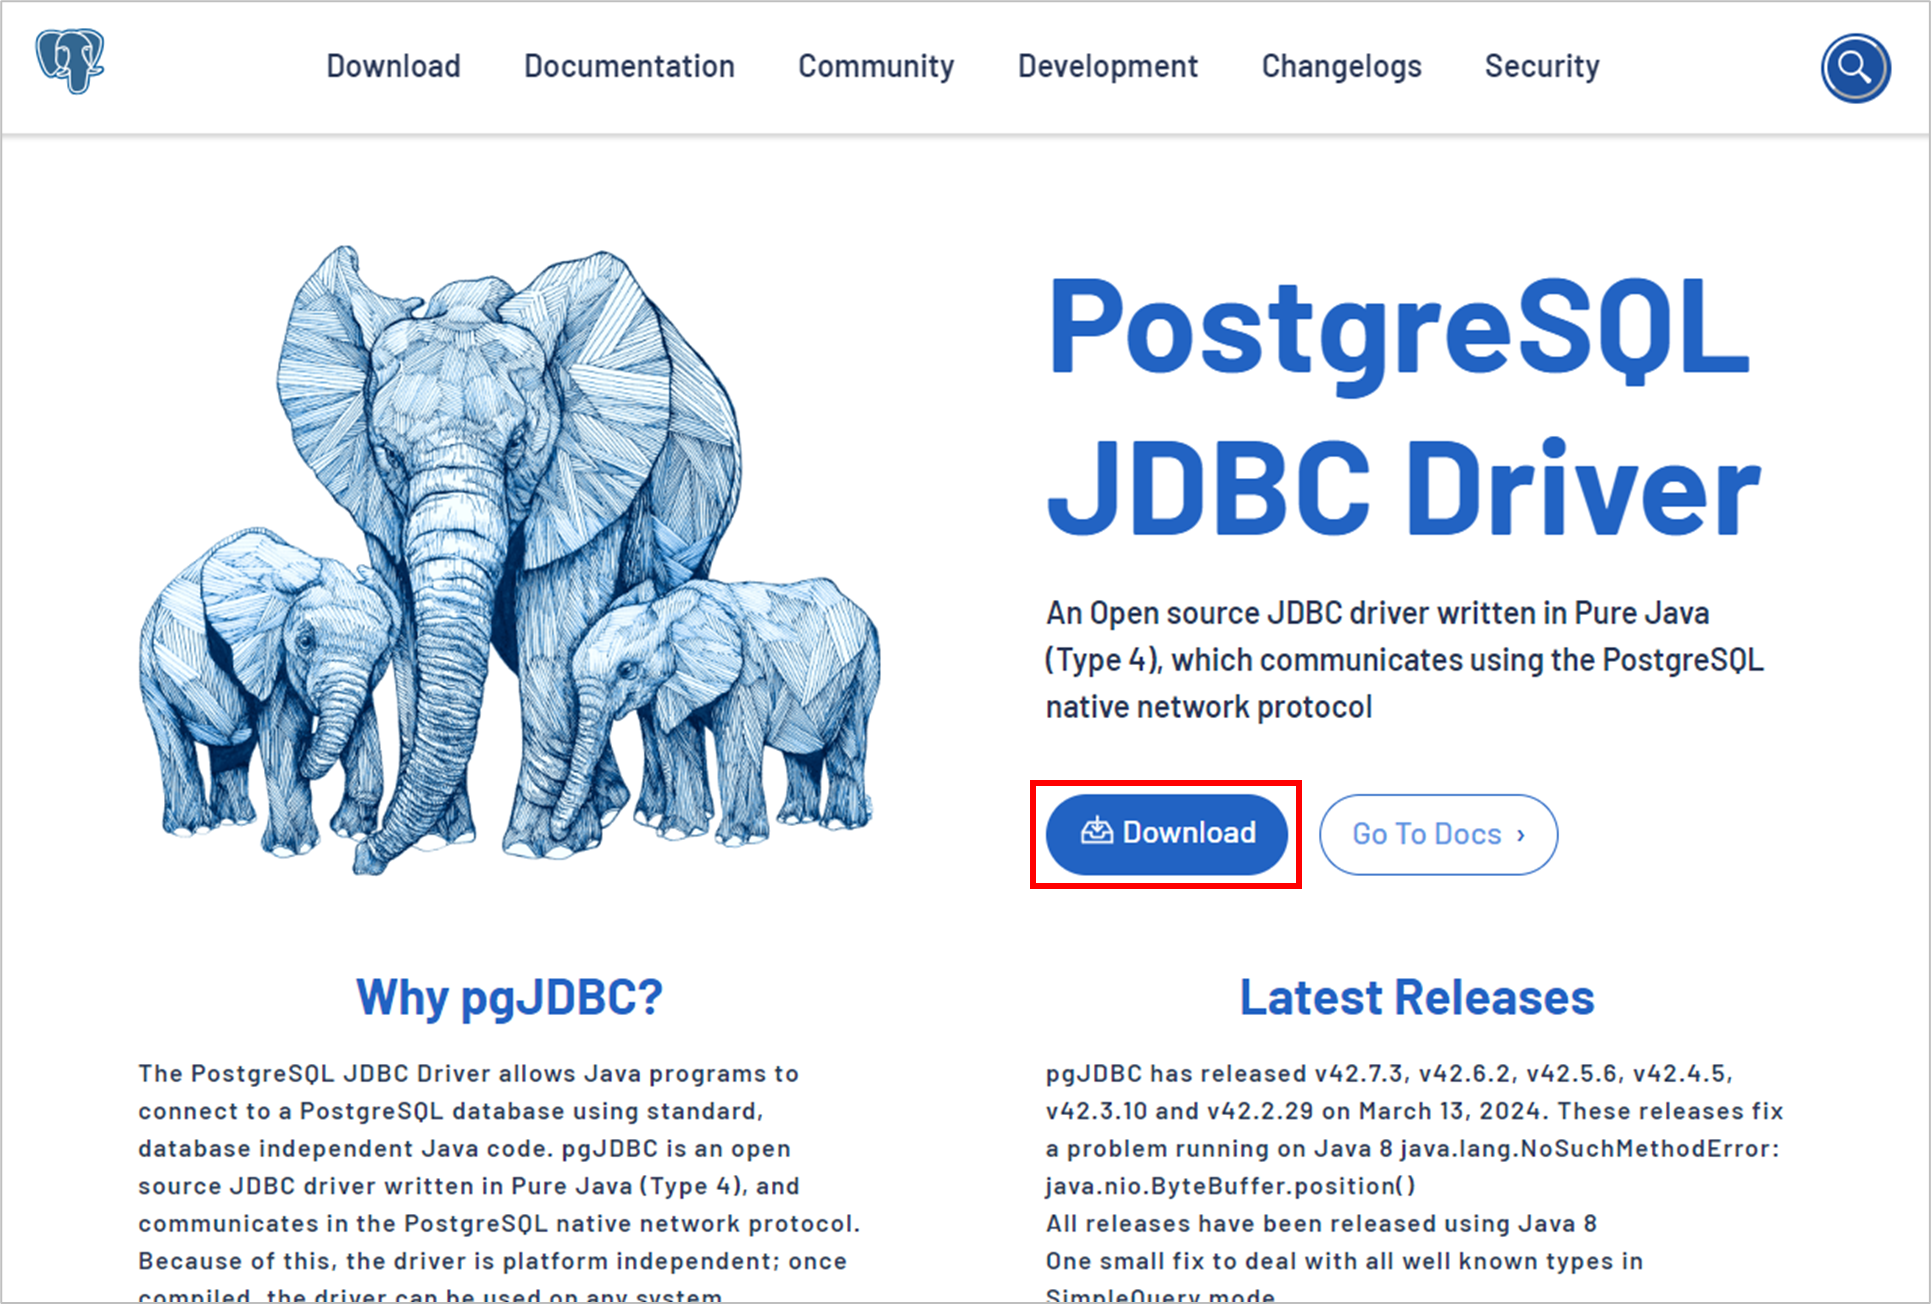 Download Documentation Community Development Changelogs Security
PostgreSQL
JDBC Driver
An Open source JDBC driver written in Pure Java
(Type 4), which communicates using the PostgreSQL
native network protocol
Download Go To Docs ›
Why pgJDBC?
The PostgreSQL JDBC Driver allows Java programs to
connect to a PostgreSQL database using standard,
database independent Java code. pgJDBC is an open
source JDBC driver written in Pure Java (Type 4), and
communicates in the PostgreSQL native network protocol.
Because of this, the driver is platform independent; once
compiled, the driver can be used on any system.
Latest Releases
pgJDBC has released v42.7.3, v42.6.2, v42.5.6, v42.4.5,
v42.3.10 and v42.2.29 on March 13, 2024. These releases fix
a problem running on Java 8 java.lang.NoSuchMethodError:
java.nio.ByteBuffer.position()
All releases have been released using Java 8
One small fix to deal with all well known types in
SimpleQuery mode